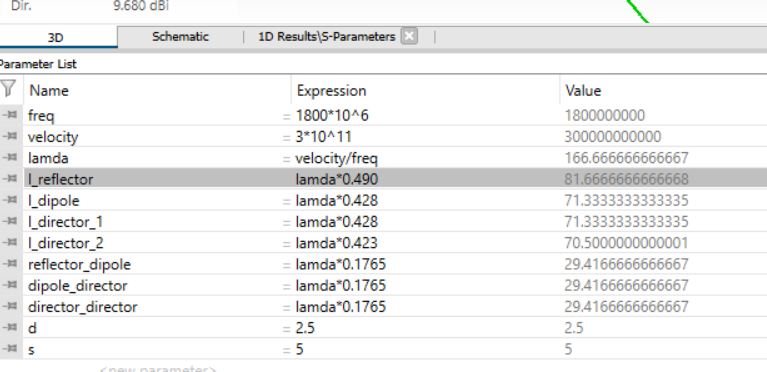 Dir. 9.680 dBi
3D Schematic 1D Results\S-Parameters
Parameter List
Name Expression Value
freq = 1800*10^6 1800000000
velocity = 3*10^11 300000000000
lamda = velocity/freq 166.666666666667
l_reflector lamda*0.490 81.6666666666668
l_dipole = lamda*0.428 71.3333333333335
l_director_1 = lamda*0.428 71.3333333333335
l_director_2 = lamda*0.423 70.5000000000001
reflector_dipole = lamda*0.1765 29.4166666666667
dipole_director = lamda*0.1765 29.4166666666667
director_director = lamda*0.1765 29.4166666666667
d = 2.5 2.5
s = 5 5
<new parameter>